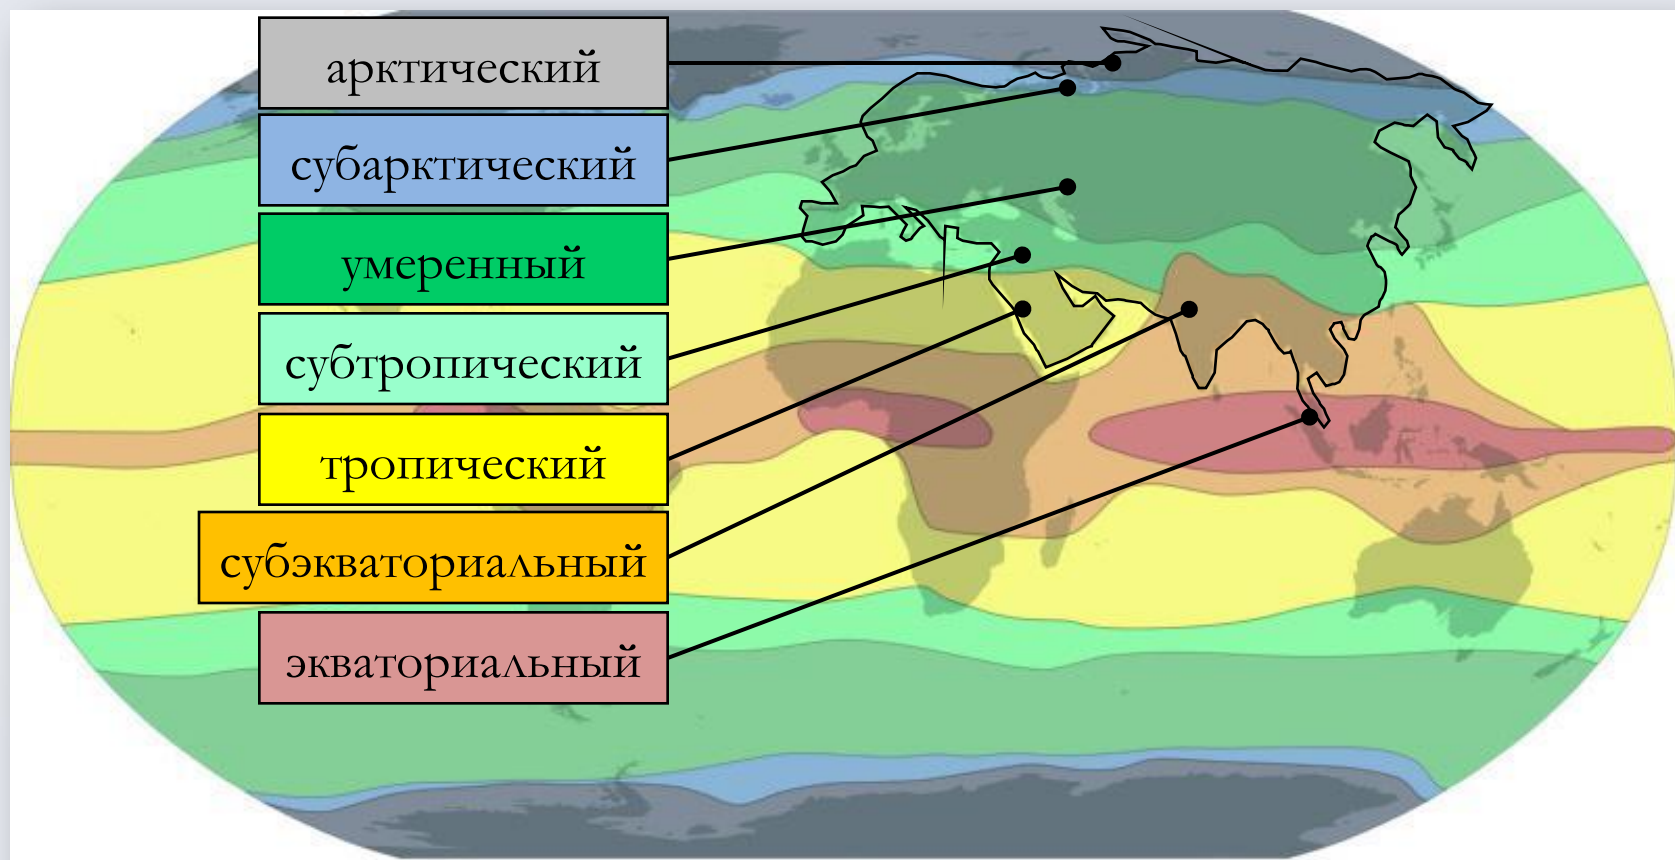 арктический
субарктический
умеренный
субтропический
тропический
субэкваториальный
экваториальный